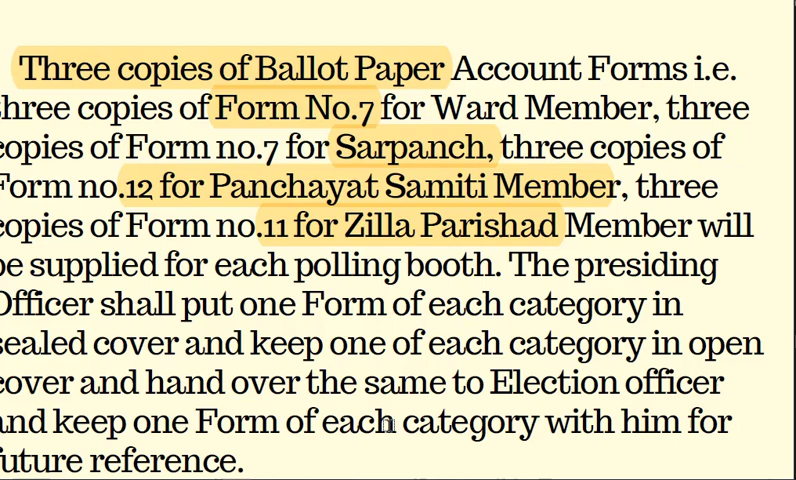 Three copies of Ballot Paper Account Forms i.e.
three copies of Form No.7 for Ward Member, three
copies of Form no.7 for Sarpanch, three copies of
Form no.12 for Panchayat Samiti Member, three
copies of Form no.11 for Zilla Parishad Member will
be supplied for each polling booth. The presiding
Officer shall put one Form of each category in
sealed cover and keep one of each category in open
cover and hand over the same to Election officer
and keep one Form of each category with him for
future reference.